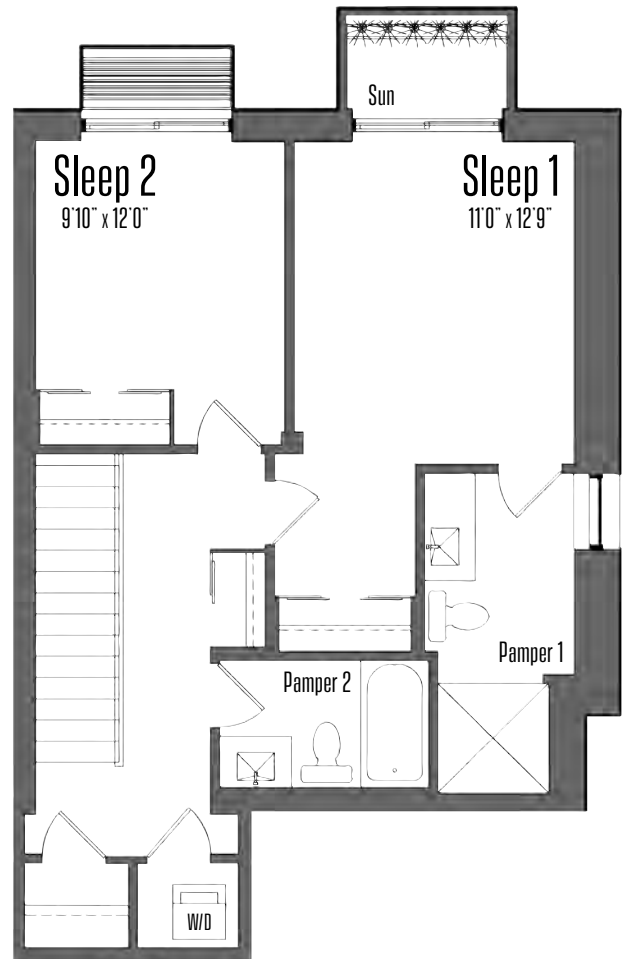 Sun
Sleep 2
9'10" x 12'0"
Sleep 1
11'0" x 12'9"
Pamper 1
Pamper 2
W/D